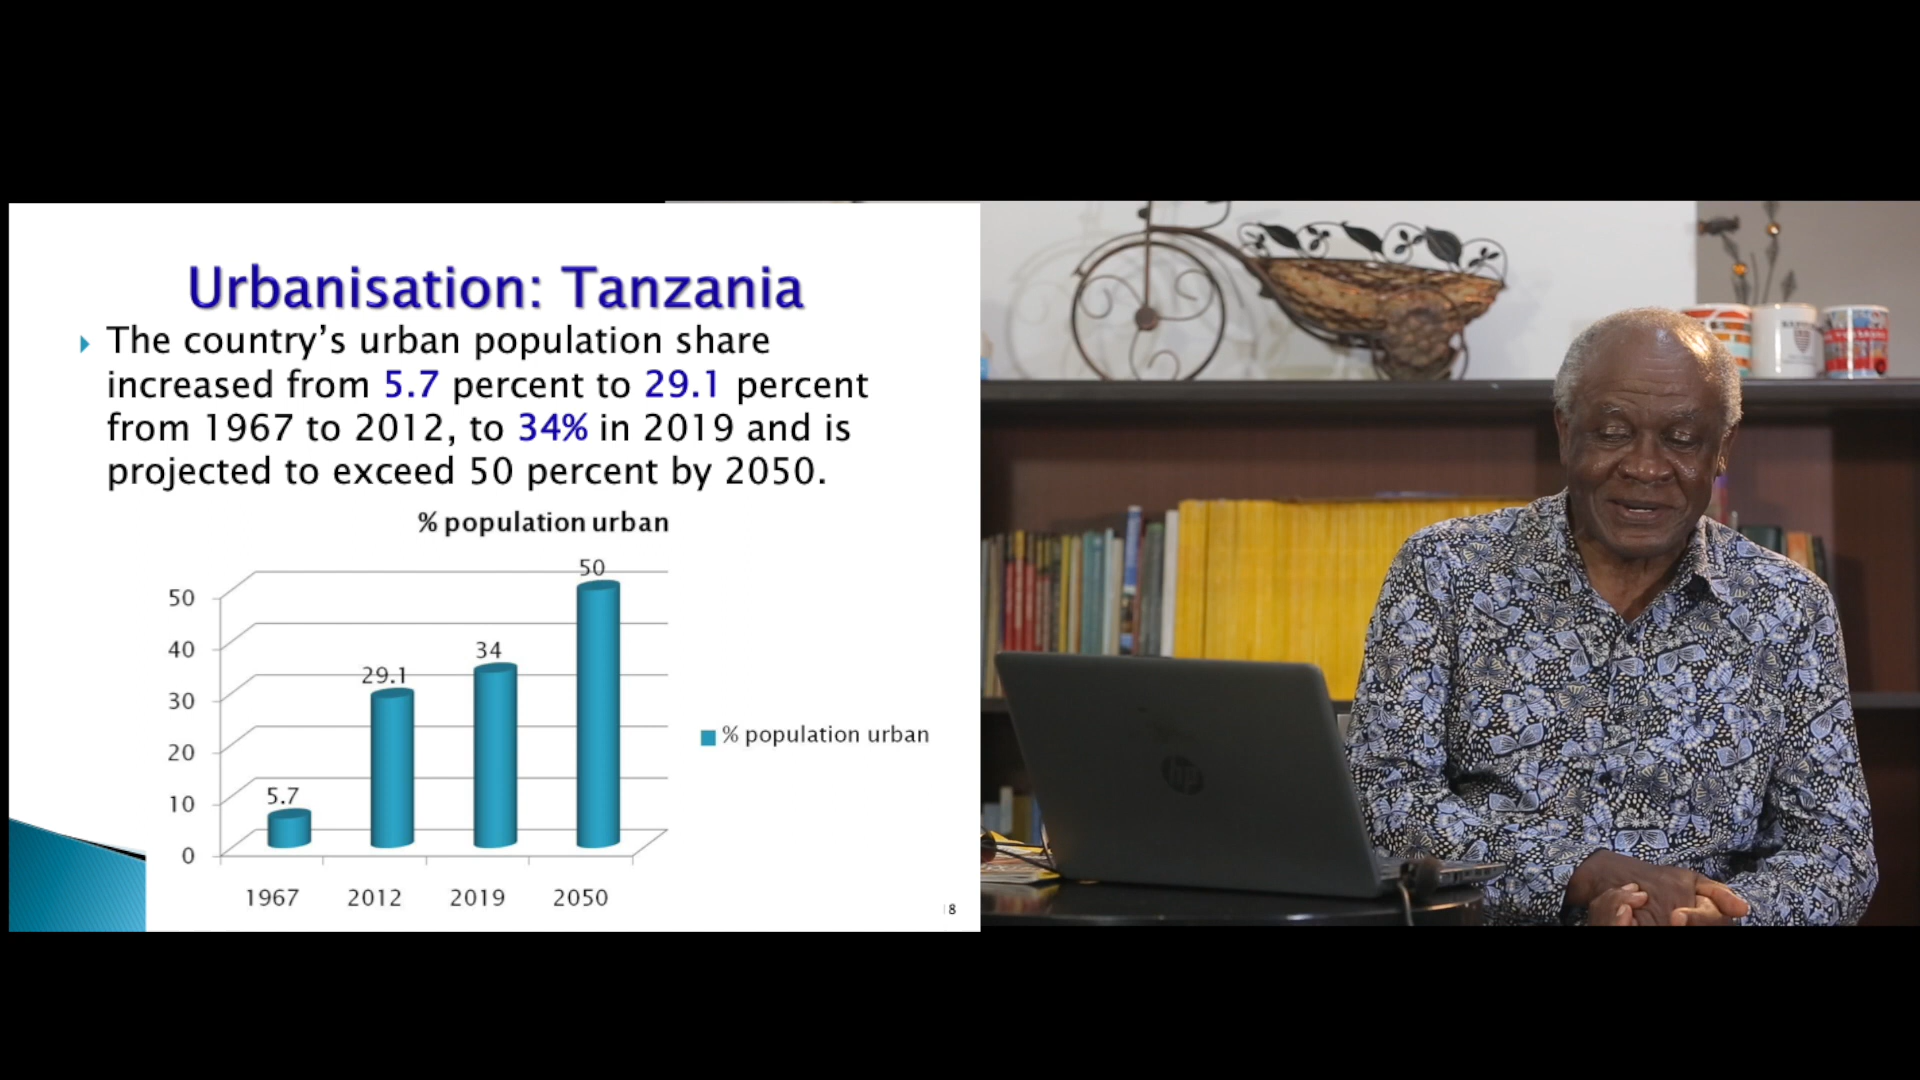 Urbanisation: Tanzania
The country’s urban population share
increased from 5.7 percent to 29.1 percent
from 1967 to 2012, to 34% in 2019 and is
projected to exceed 50 percent by 2050.
% population urban
50
40
30
20
10
0
5.7
29.1
34
50
1967 2012 2019 2050
% population urban
8
hp